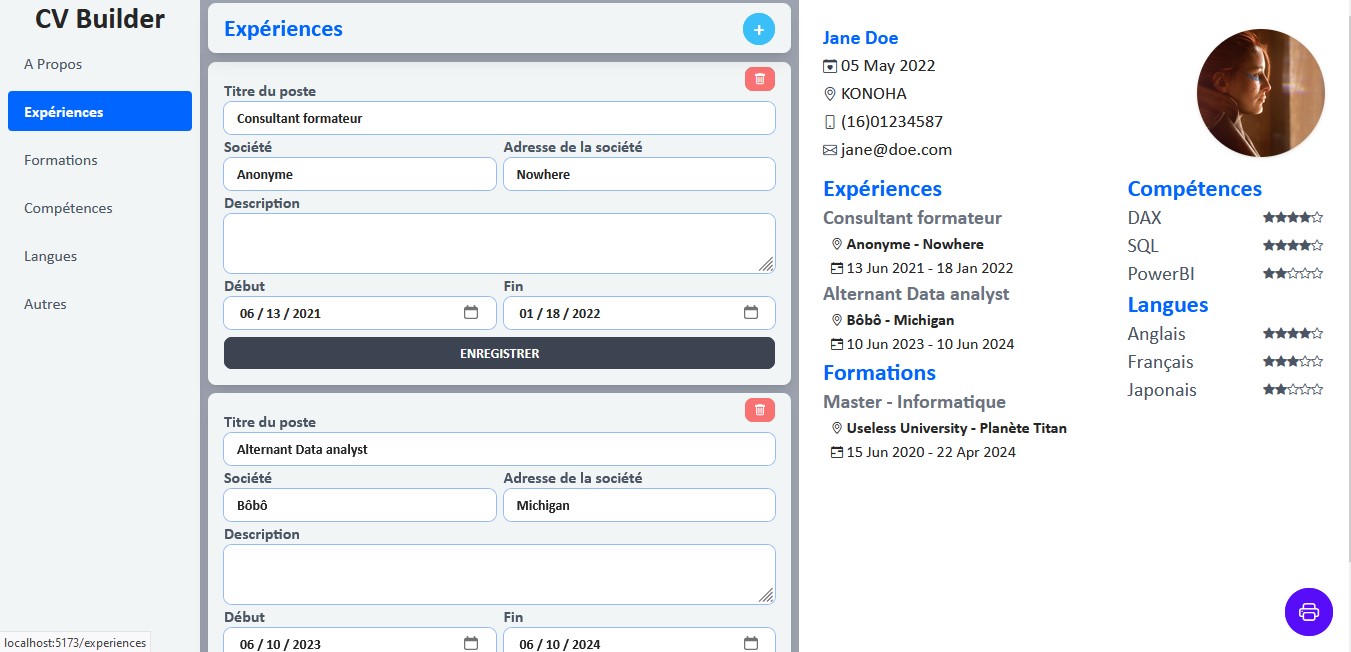 CV Builder
A Propos
Expériences
Formations
Compétences
Langues
Autres
localhost:5173/experiences
Expériences
+
Titre du poste
Consultant formateur
Société
Adresse de la société
Anonyme
Nowhere
Description
Début
Fin
06 / 13 / 2021
01 / 18 / 2022
ENREGISTRER
Titre du poste
Alternant Data analyst
Société
Adresse de la société
Bôbô
Michigan
Description
Début
Fin
06 / 10 / 2023
06 / 10 / 2024
Jane Doe
05 May 2022
KONOHA
(16)01234587
jane@doe.com
Expériences
Consultant formateur
Anonyme - Nowhere
13 Jun 2021 - 18 Jan 2022
Alternant Data analyst
Bôbô - Michigan
10 Jun 2023 - 10 Jun 2024
Formations
Master - Informatique
Useless University - Planète Titan
15 Jun 2020 - 22 Apr 2024
Compétences
DAX
SQL
PowerBI
Langues
Anglais
Français
Japonais